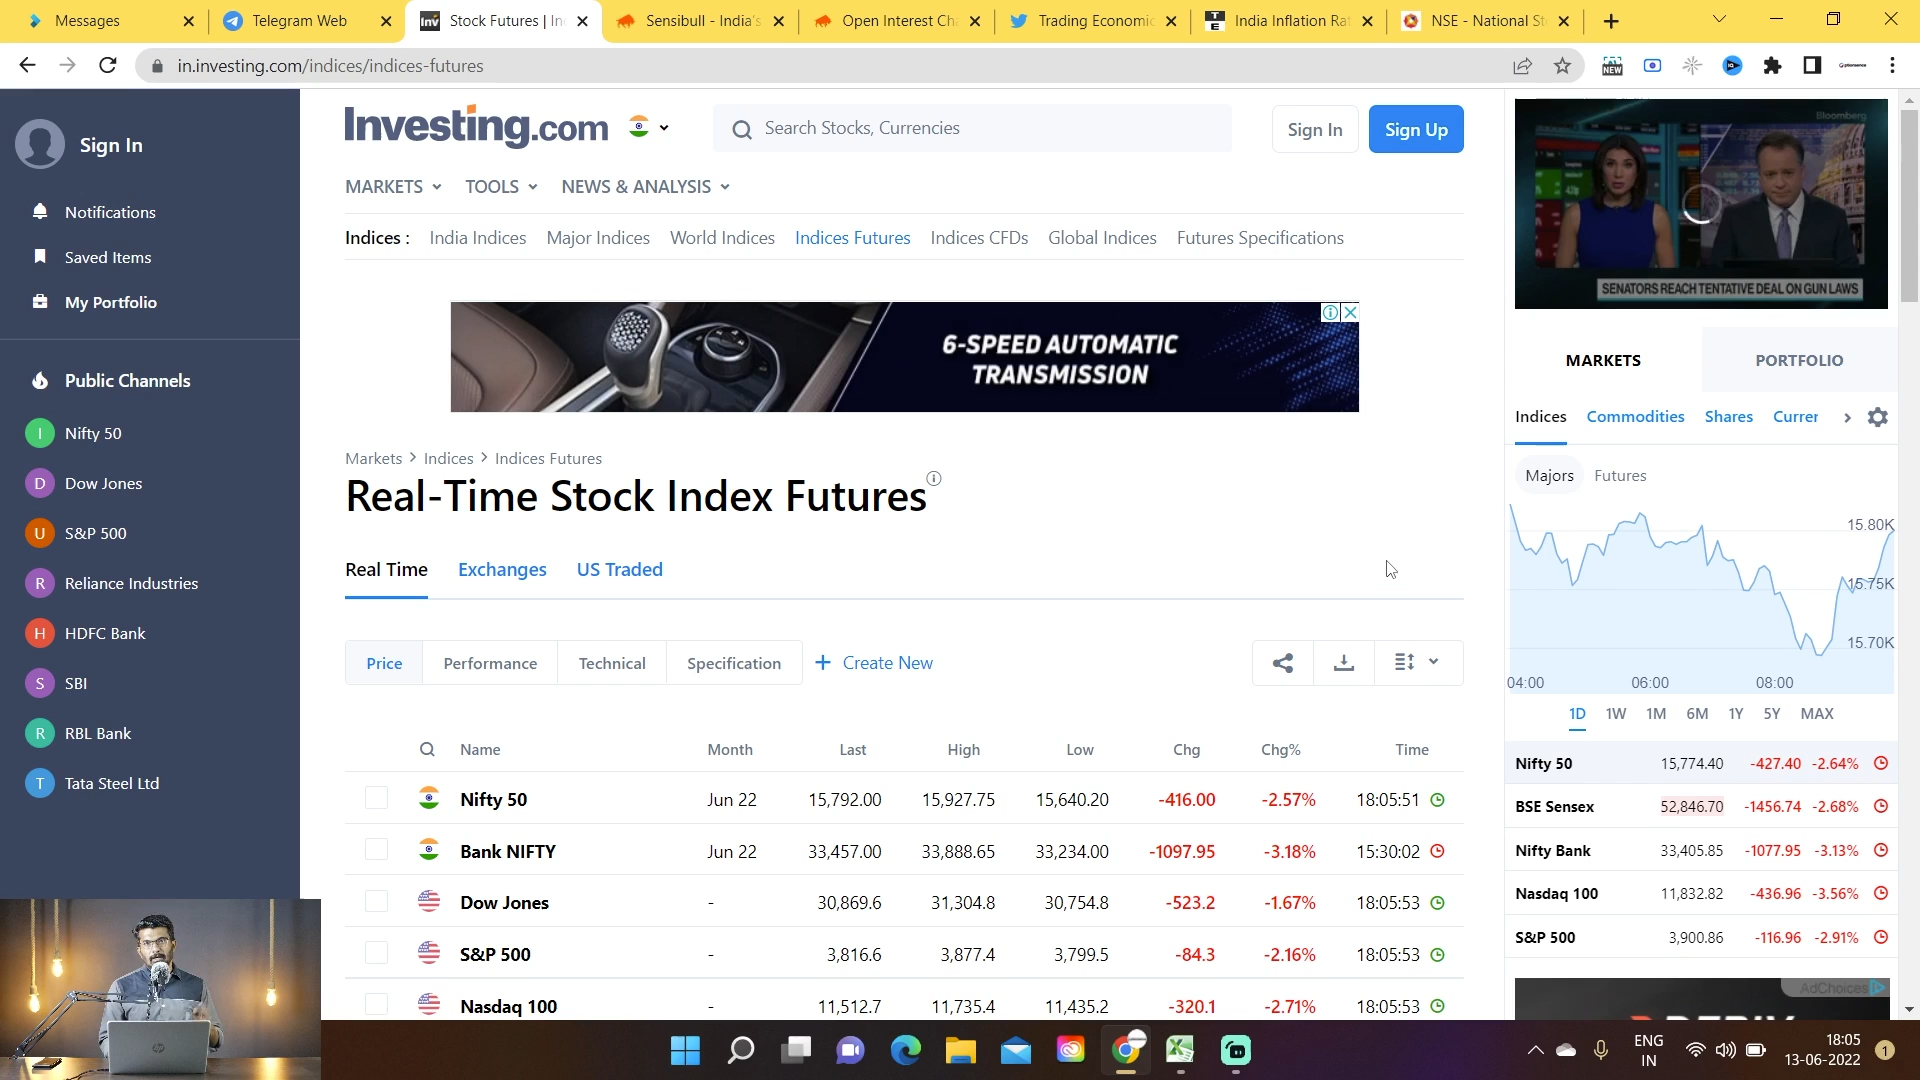 Messages
Telegram Web
Stock Futures | In
Sensibull - India's
Open Interest Ch
Trading Economic
India Inflation Rat
NSE - National St
in.investing.com/indices/indices-futures
NEW
Sign In
Notifications
Saved Items
My Portfolio
Public Channels
I Nifty 50
D Dow Jones
U S&P 500
R Reliance Industries
H HDFC Bank
S SBI
R RBL Bank
T Tata Steel Ltd
Investing.com
Search Stocks, Currencies
Sign In
Sign Up
MARKETS
TOOLS
NEWS & ANALYSIS
Indices :
India Indices
Major Indices
World Indices
Indices Futures
Indices CFDs
Global Indices
Futures Specifications
6-SPEED AUTOMATIC
TRANSMISSION
Markets > Indices > Indices Futures
Real-Time Stock Index Futures
Real Time
Exchanges
US Traded
Price
Performance
Technical
Specification
+ Create New
Name Month Last High Low Chg Chg% Time
Nifty 50 Jun 22 15,792.00 15,927.75 15,640.20 -416.00 -2.57% 18:05:51
Bank NIFTY Jun 22 33,457.00 33,888.65 33,234.00 -1097.95 -3.18% 15:30:02
Dow Jones - 30,869.6 31,304.8 30,754.8 -523.2 -1.67% 18:05:53
S&P 500 - 3,816.6 3,877.4 3,799.5 -84.3 -2.16% 18:05:53
Nasdaq 100 - 11,512.7 11,735.4 11,435.2 -320.1 -2.71% 18:05:53
Bloomberg
SENATORS REACH TENTATIVE DEAL ON GUN LAWS
MARKETS
PORTFOLIO
Indices
Commodities
Shares
Curren
Majors
Futures
15.80K
15.75K
15.70K
04:00 06:00 08:00
1D 1W 1M 6M 1Y 5Y MAX
Nifty 50 15,774.40 -427.40 -2.64%
BSE Sensex 52,846.70 -1456.74 -2.68%
Nifty Bank 33,405.85 -1077.95 -3.13%
Nasdaq 100 11,832.82 -436.96 -3.56%
S&P 500 3,900.86 -116.96 -2.91%
AdChoices
ENG
IN
18:05
13-06-2022
1